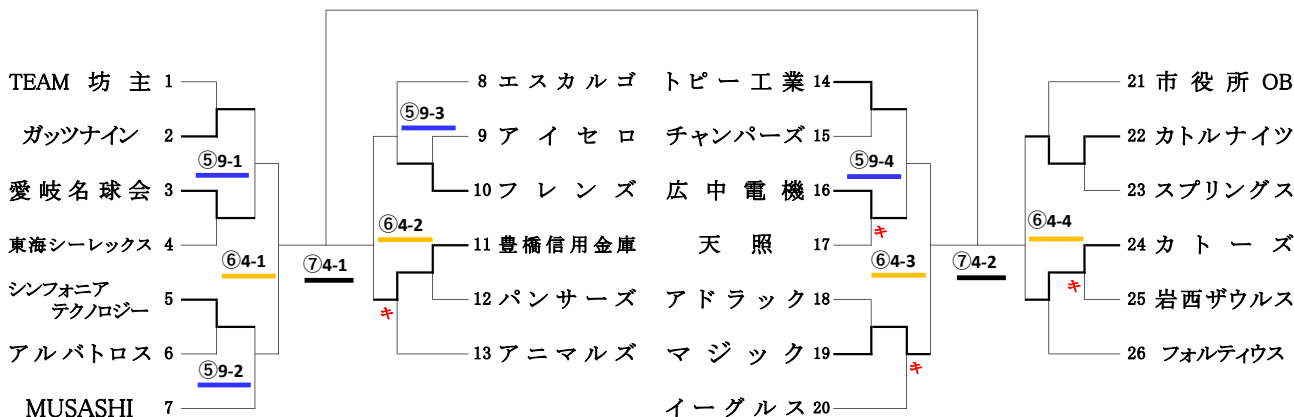 TEAM 坊主 1
ガッツナイン 2
⑤9-1
愛岐名球会 3
東海シーレックス 4
⑥4-1
シンフォニア
テクノロジー 5
アルバトロス 6
⑤9-2
MUSASHI 7
⑦4-1
8 エスカルゴ
⑤9-3
9 アイセロ
10 フレンズ
⑥4-2
11 豊橋信用金庫
12 パンサーズ
キ
13 アニマルズ
トピー工業 14
チャンパーズ 15
⑤9-4
広中電機 16
キ
天照 17
⑥4-3
アドラック 18
マジック 19
キ
イーグルス 20
⑦4-2
21 市役所OB
22 カトルナイツ
23 スプリングス
⑥4-4
24 カトーズ
キ
25 岩西ザウルス
26 フォルティウス